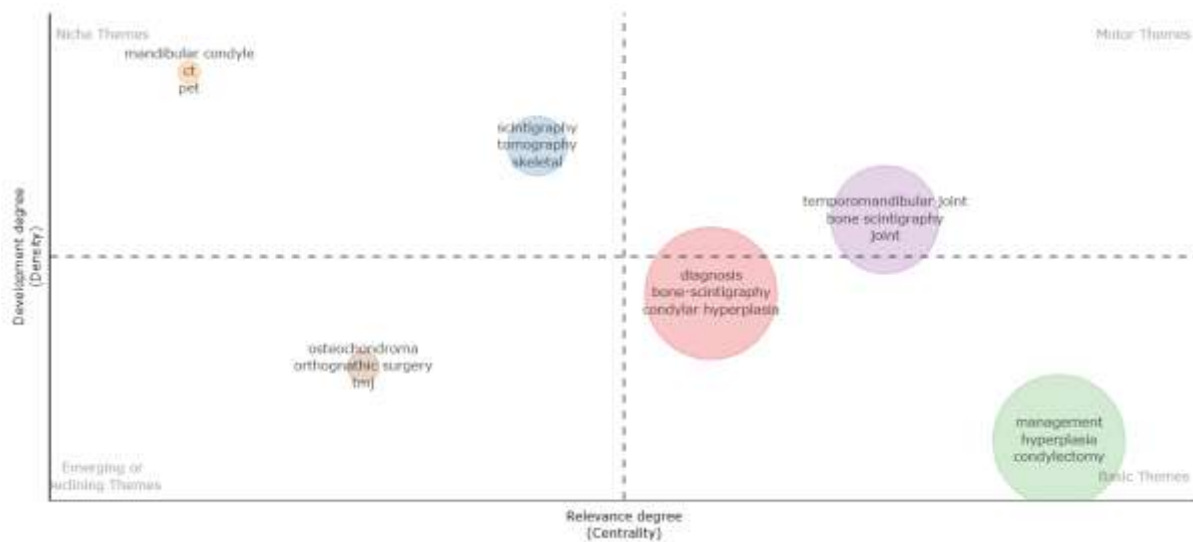 Niche Themes
Motor Themes
mandibular condyle
ct
pet
scintigraphy
tomography
skeletal
temporomandibular joint
bone scintigraphy
joint
diagnosis
bone-scintigraphy
condylar hyperplasia
osteochondroma
orthognathic surgery
tmj
management
hyperplasia
condylectomy
Emerging or
eclining Themes
Basic Themes
Development degree
(Density)
Relevance degree
(Centrality)